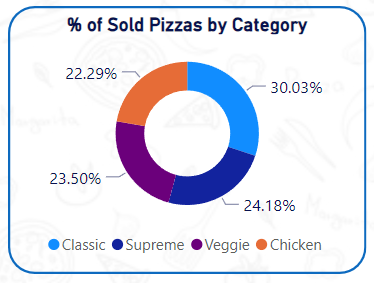 % of Sold Pizzas by Category
22.29%
30.03%
23.50%
24.18%
Classic Supreme Veggie Chicken